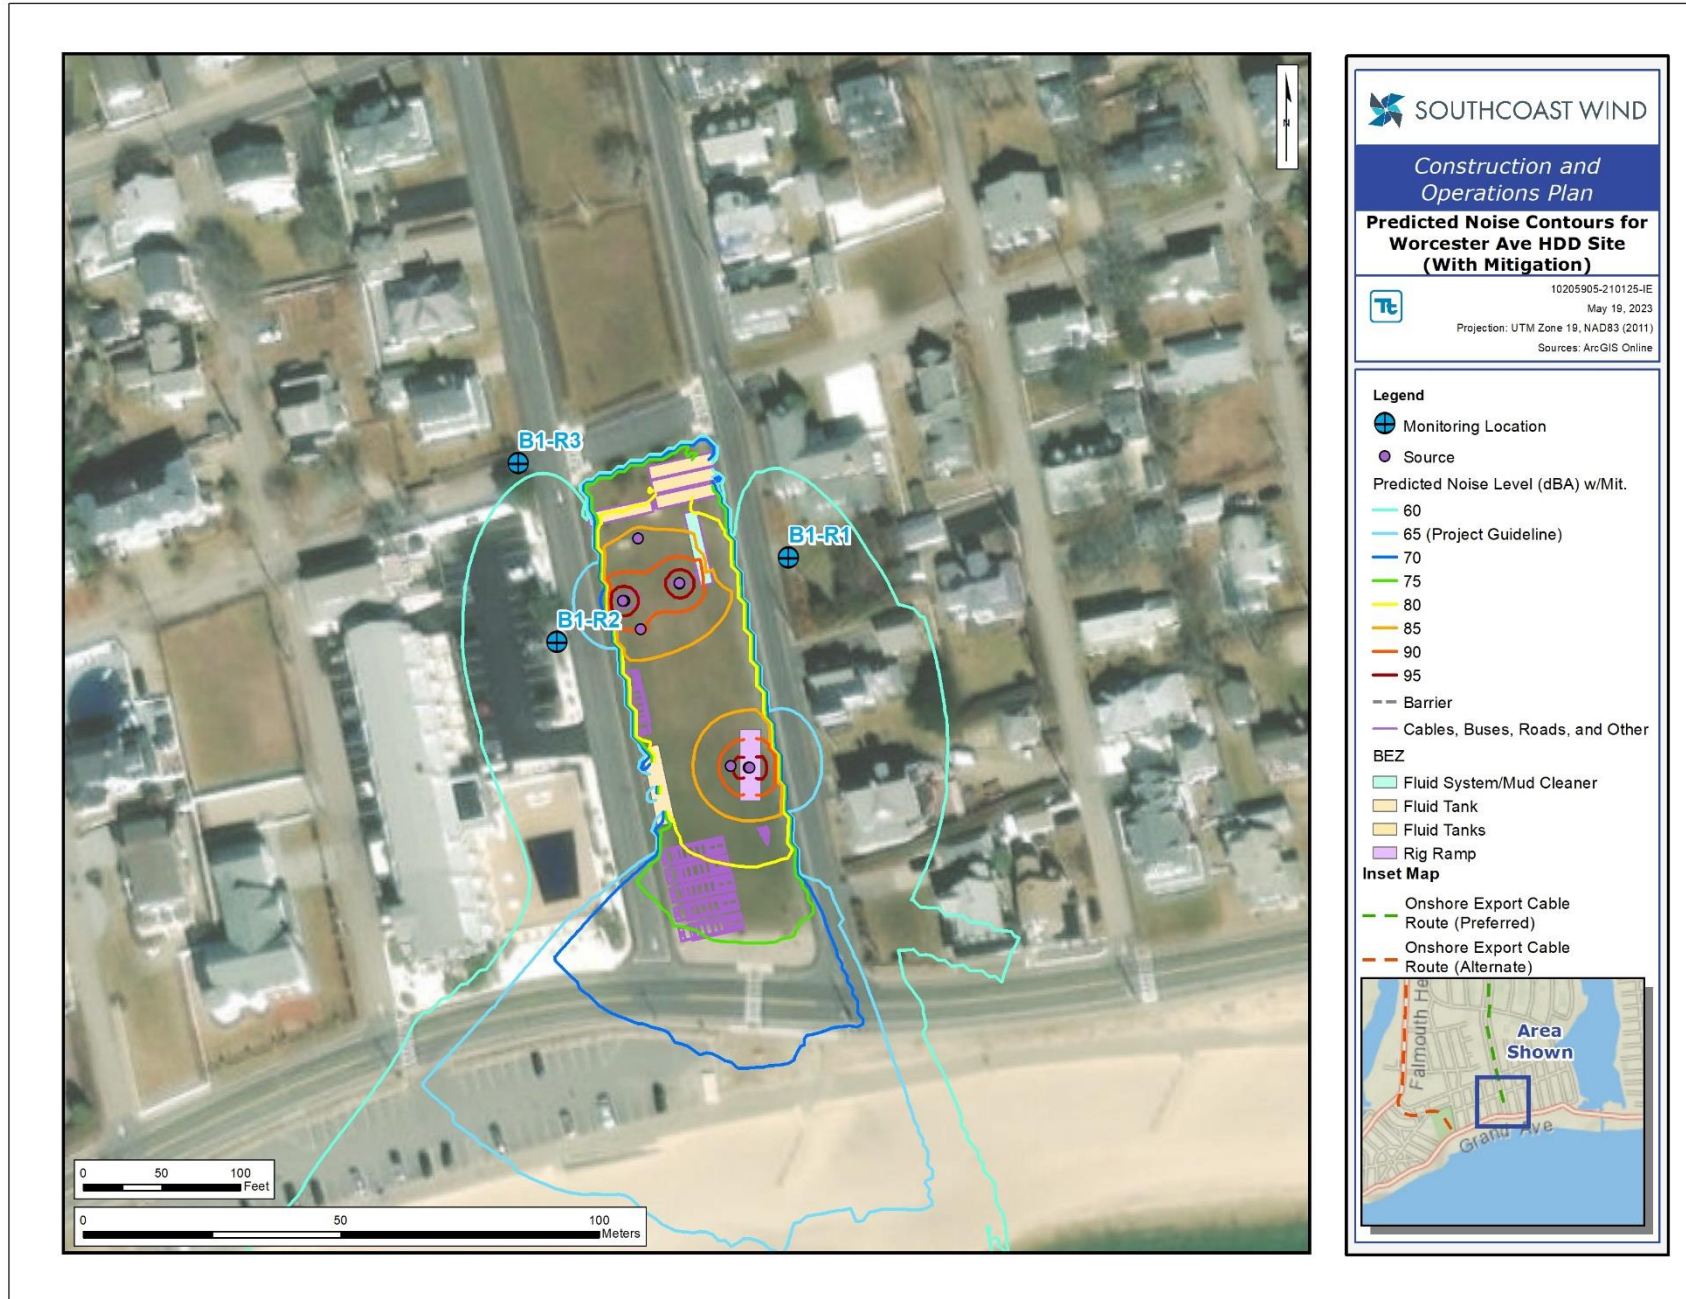 N
B1-R3
B1-R1
B1-R2
0 50 100
Feet
0 50 100
Meters
SOUTHCOAST WIND
Construction and
Operations Plan
Predicted Noise Contours for
Worcester Ave HDD Site
(With Mitigation)
Tt
10205905-210125-IE
May 19, 2023
Projection: UTM Zone 19, NAD83 (2011)
Sources: ArcGIS Online
Legend
Monitoring Location
Source
Predicted Noise Level (dBA) w/Mit.
60
65 (Project Guideline)
70
75
80
85
90
95
Barrier
Cables, Buses, Roads, and Other
BEZ
Fluid System/Mud Cleaner
Fluid Tank
Fluid Tanks
Rig Ramp
Inset Map
Onshore Export Cable
Route (Preferred)
Onshore Export Cable
Route (Alternate)
Falmouth He
Area
Shown
Grand Ave